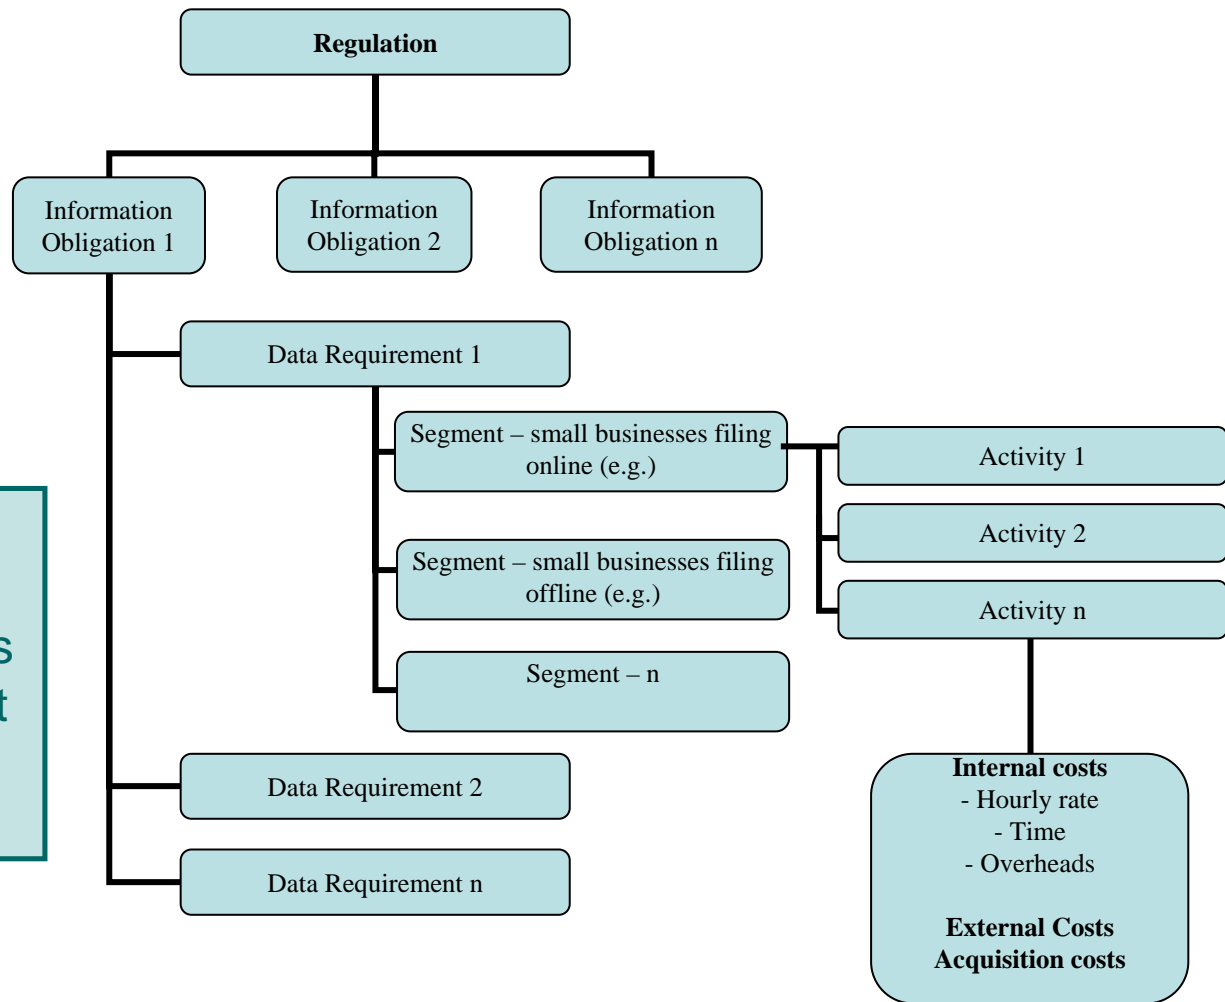 Regulation
Information
Obligation 1
Information
Obligation 2
Information
Obligation n
Data Requirement 1
Segment – small businesses filing
online (e.g.)
Activity 1
Activity 2
Segment – small businesses filing
offline (e.g.)
Activity n
Segment – n
Data Requirement 2
Data Requirement n
Internal costs
- Hourly rate
- Time
- Overheads
External Costs
Acquisition costs